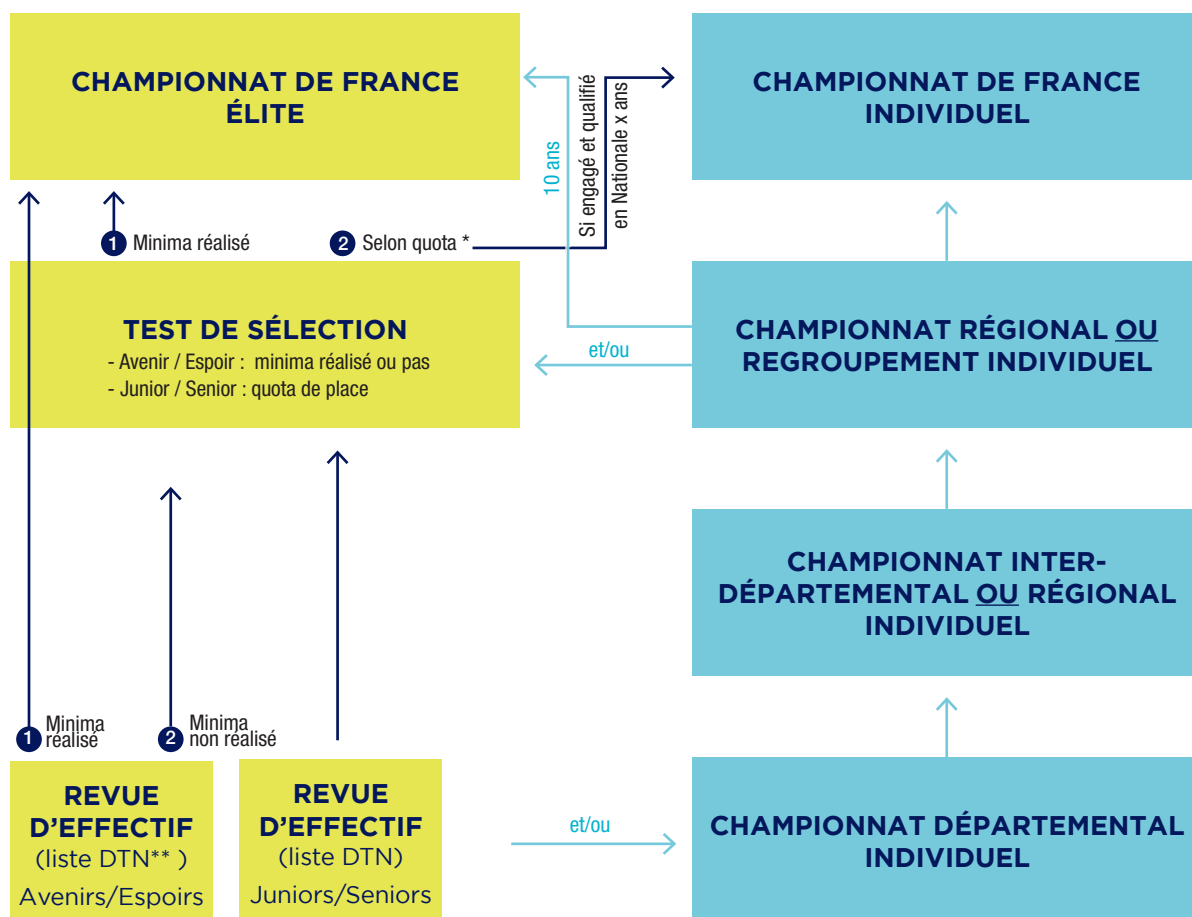 CHAMPIONNAT DE FRANCE
ÉLITE
10 ans
Si engagé et qualifié
en Nationale x ans
CHAMPIONNAT DE FRANCE
INDIVIDUEL
1 Minima réalisé
2 Selon quota *
TEST DE SÉLECTION
- Avenir / Espoir : minima réalisé ou pas
- Junior / Senior : quota de place
et/ou
CHAMPIONNAT RÉGIONAL OU
REGROUPEMENT INDIVIDUEL
CHAMPIONNAT INTER-
DÉPARTEMENTAL OU RÉGIONAL
INDIVIDUEL
1 Minima
réalisé
2 Minima
non réalisé
REVUE
D'EFFECTIF
(liste DTN** )
Avenirs/Espoirs
REVUE
D'EFFECTIF
(liste DTN)
Juniors/Seniors
et/ou
CHAMPIONNAT DÉPARTEMENTAL
INDIVIDUEL